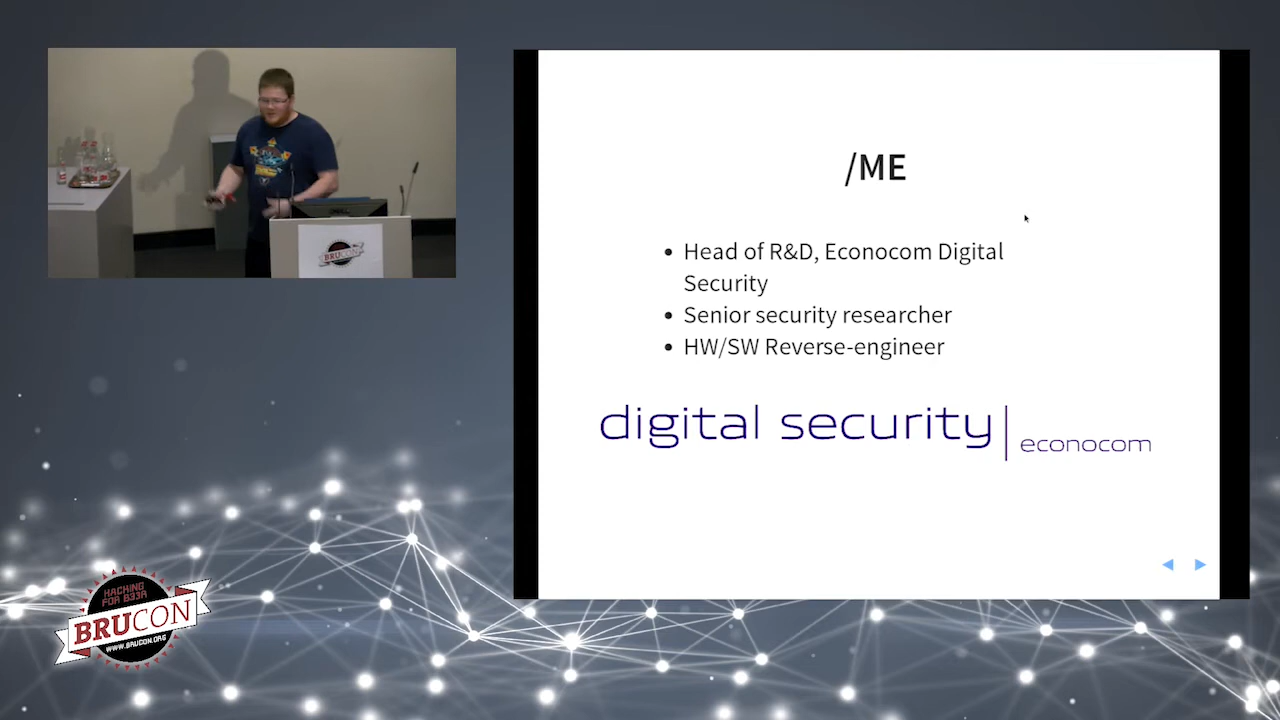 /ME
Head of R&D, Econocom Digital
Security
Senior security researcher
HW/SW Reverse-engineer
digital security
econocom
BRUCON
HACKING
FOR B33R
BRUCON
WWW.BRUCON.ORG